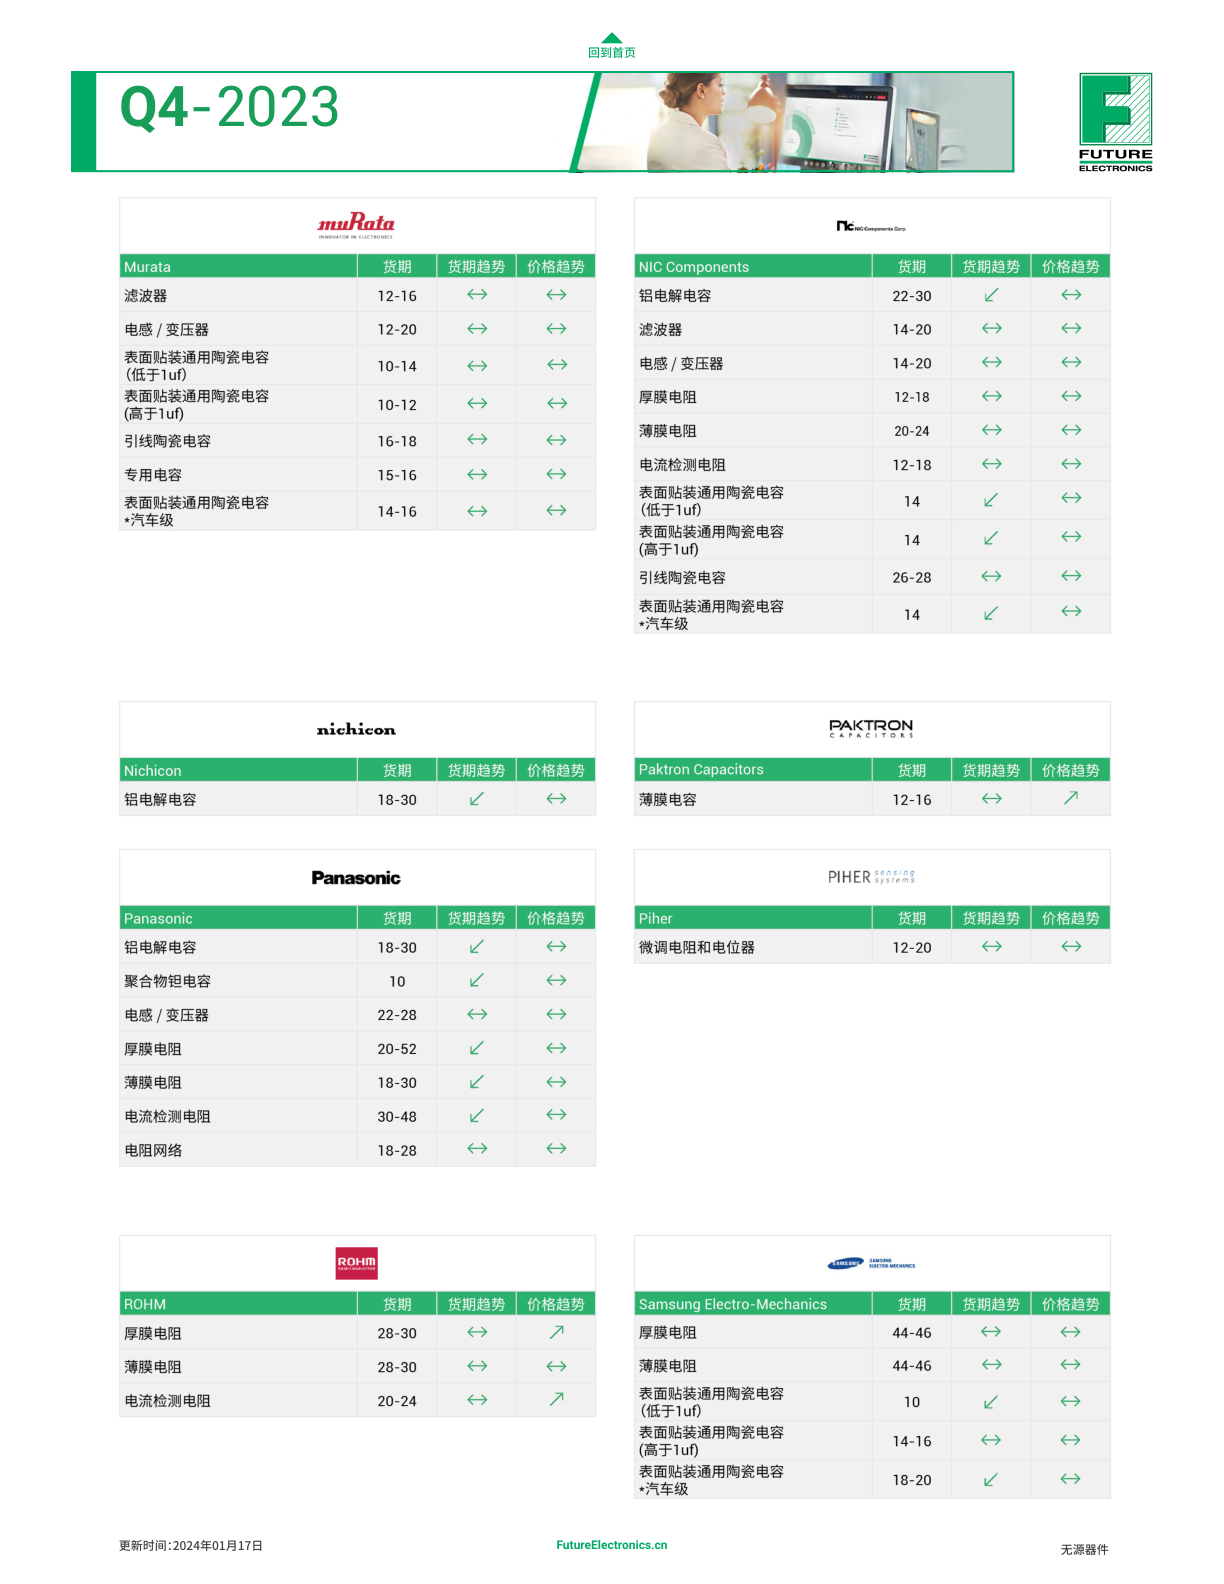 回到首页
Q4-2023
FUTURE
ELECTRONICS
muRata
INNOVATOR IN ELECTRONICS
Murata 货期 货期趋势 价格趋势
滤波器 12-16 ↔ ↔
电感 / 变压器 12-20 ↔ ↔
表面贴装通用陶瓷电容
（低于1uf） 10-14 ↔ ↔
表面贴装通用陶瓷电容
(高于1uf) 10-12 ↔ ↔
引线陶瓷电容 16-18 ↔ ↔
专用电容 15-16 ↔ ↔
表面贴装通用陶瓷电容
*汽车级 14-16 ↔ ↔
NIC Components Corp.
NIC Components 货期 货期趋势 价格趋势
铝电解电容 22-30 ↙ ↔
滤波器 14-20 ↔ ↔
电感 / 变压器 14-20 ↔ ↔
厚膜电阻 12-18 ↔ ↔
薄膜电阻 20-24 ↔ ↔
电流检测电阻 12-18 ↔ ↔
表面贴装通用陶瓷电容
（低于1uf） 14 ↙ ↔
表面贴装通用陶瓷电容
(高于1uf) 14 ↙ ↔
引线陶瓷电容 26-28 ↔ ↔
表面贴装通用陶瓷电容
*汽车级 14 ↙ ↔
nichicon
Nichicon 货期 货期趋势 价格趋势
铝电解电容 18-30 ↙ ↔
PAKTRON
CAPACITORS
Paktron Capacitors 货期 货期趋势 价格趋势
薄膜电容 12-16 ↔ ↗
Panasonic
Panasonic 货期 货期趋势 价格趋势
铝电解电容 18-30 ↙ ↔
聚合物钽电容 10 ↙ ↔
电感 / 变压器 22-28 ↔ ↔
厚膜电阻 20-52 ↙ ↔
薄膜电阻 18-30 ↙ ↔
电流检测电阻 30-48 ↙ ↔
电阻网络 18-28 ↔ ↔
PIHER sensing systems
Piher 货期 货期趋势 价格趋势
微调电阻和电位器 12-20 ↔ ↔
ROHM
SEMICONDUCTOR
ROHM 货期 货期趋势 价格趋势
厚膜电阻 28-30 ↔ ↗
薄膜电阻 28-30 ↔ ↔
电流检测电阻 20-24 ↔ ↗
SAMSUNG SAMSUNG ELECTRO-MECHANICS
Samsung Electro-Mechanics 货期 货期趋势 价格趋势
厚膜电阻 44-46 ↔ ↔
薄膜电阻 44-46 ↔ ↔
表面贴装通用陶瓷电容
（低于1uf） 10 ↙ ↔
表面贴装通用陶瓷电容
(高于1uf) 14-16 ↔ ↔
表面贴装通用陶瓷电容
*汽车级 18-20 ↙ ↔
更新时间：2024年01月17日
FutureElectronics.cn
无源器件